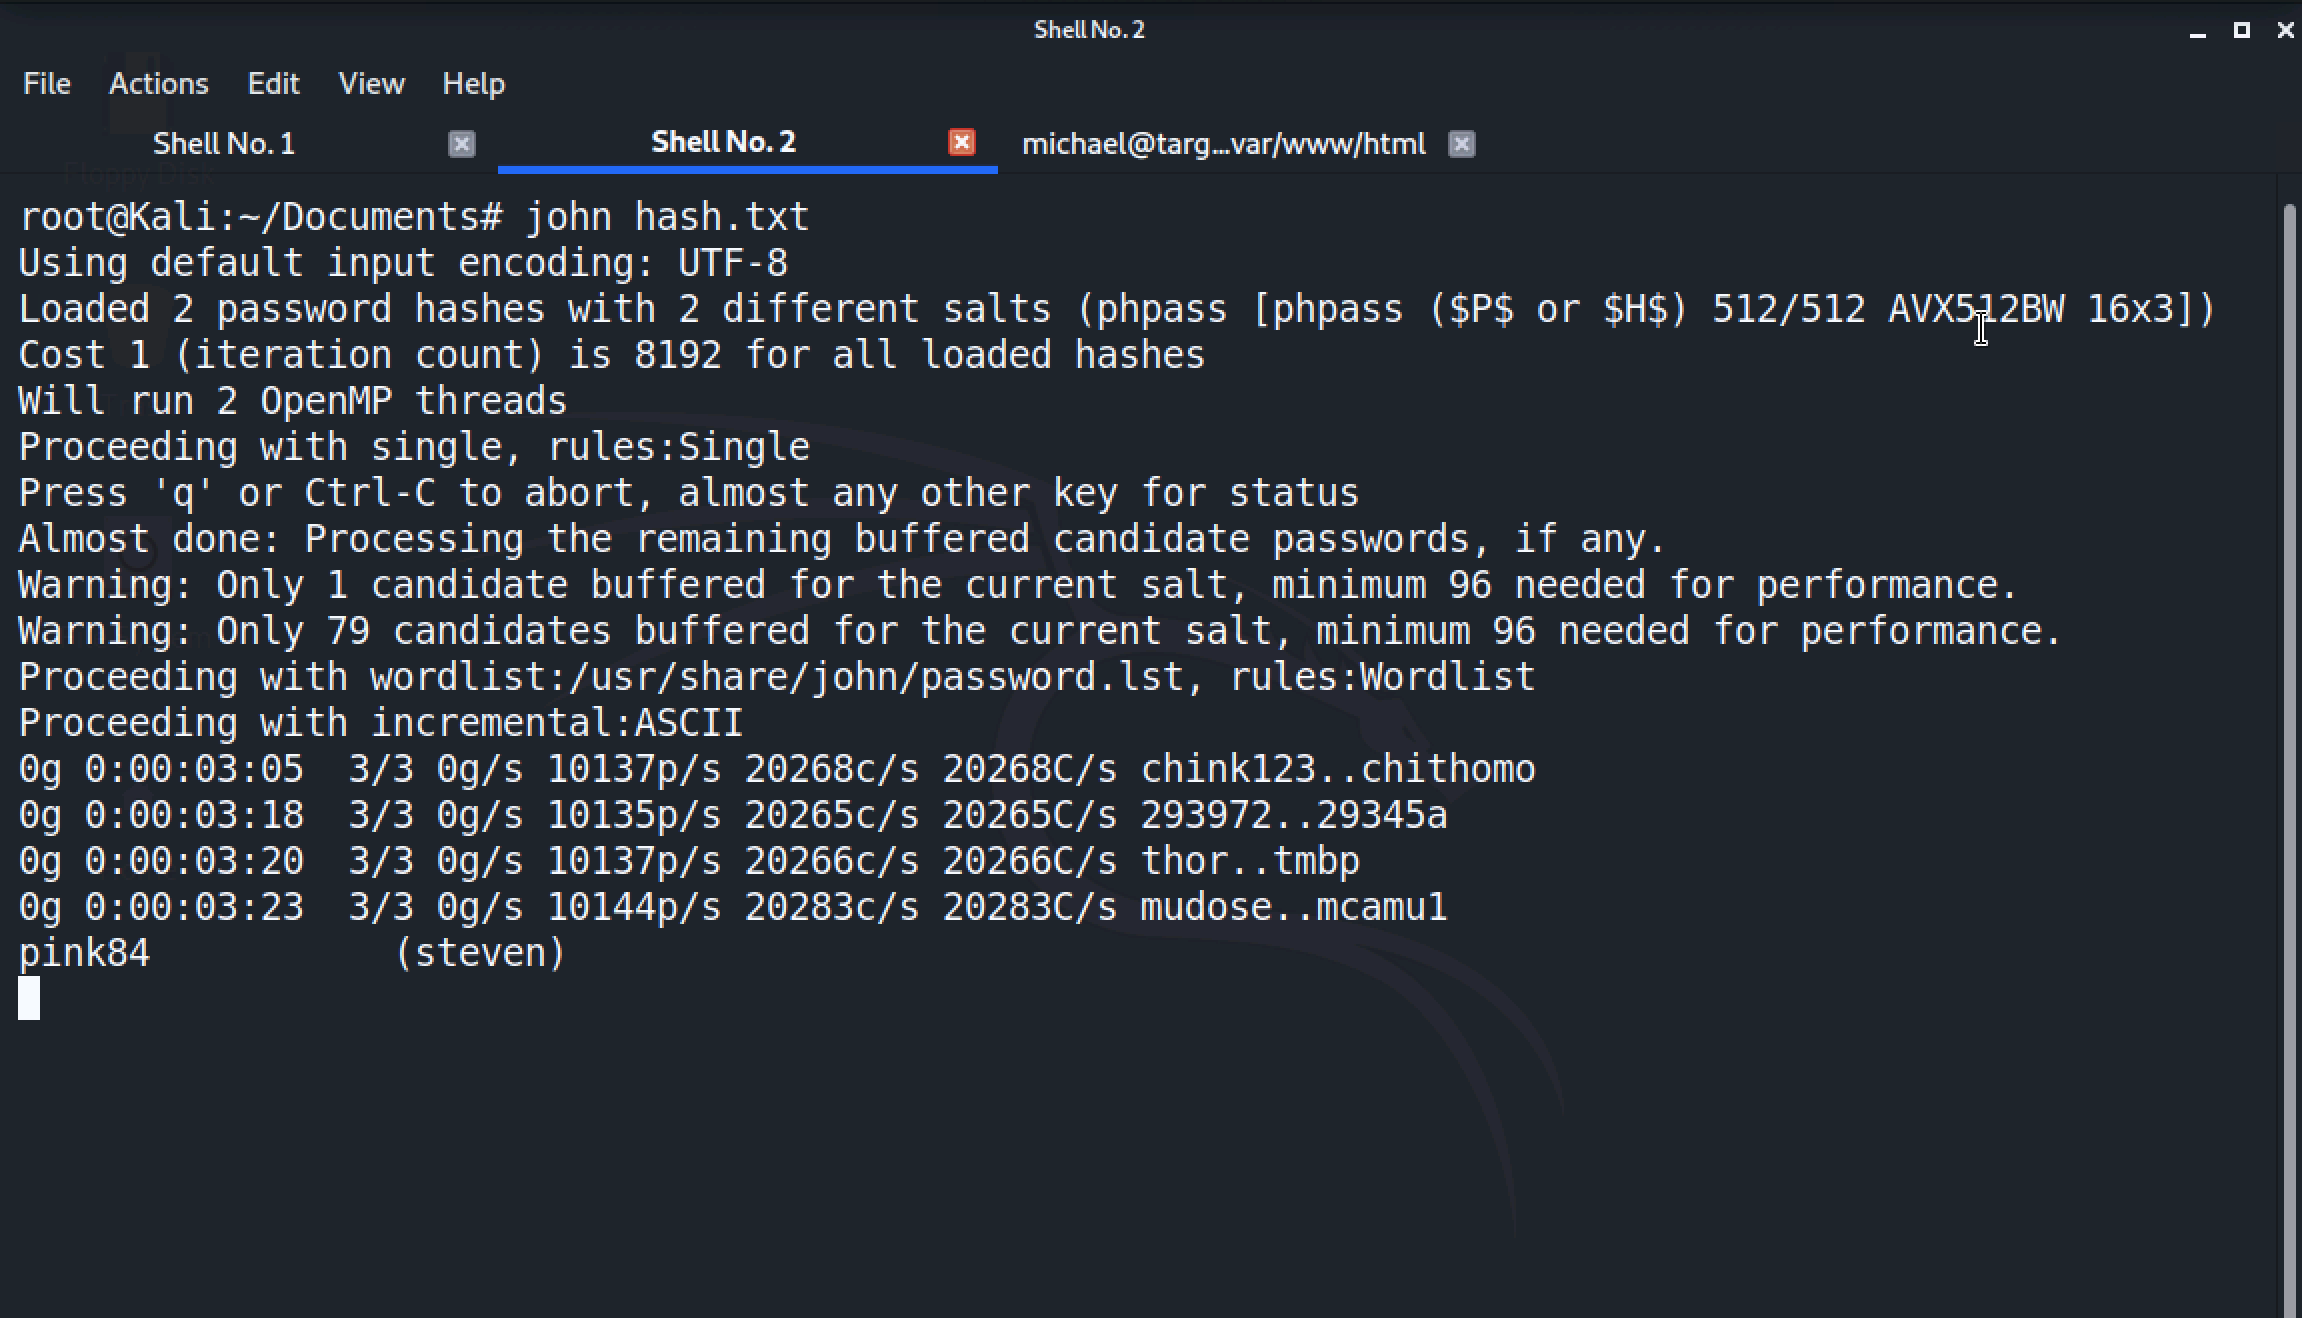 Shell No. 2
File Actions Edit View Help
Shell No. 1 Shell No. 2 michael@targ...var/www/html
Floppy Disk
root@Kali:~/Documents# john hash.txt
Using default input encoding: UTF-8
Loaded 2 password hashes with 2 different salts (phpass [phpass ($P$ or $H$) 512/512 AVX512BW 16x3])
Cost 1 (iteration count) is 8192 for all loaded hashes
Will run 2 OpenMP threads
Proceeding with single, rules:Single
Press 'q' or Ctrl-C to abort, almost any other key for status
Almost done: Processing the remaining buffered candidate passwords, if any.
Warning: Only 1 candidate buffered for the current salt, minimum 96 needed for performance.
Warning: Only 79 candidates buffered for the current salt, minimum 96 needed for performance.
Proceeding with wordlist:/usr/share/john/password.lst, rules:Wordlist
Proceeding with incremental:ASCII
0g 0:00:03:05  3/3 0g/s 10137p/s 20268c/s 20268C/s chink123..chithomo
0g 0:00:03:18  3/3 0g/s 10135p/s 20265c/s 20265C/s 293972..29345a
0g 0:00:03:20  3/3 0g/s 10137p/s 20266c/s 20266C/s thor..tmbp
0g 0:00:03:23  3/3 0g/s 10144p/s 20283c/s 20283C/s mudose..mcamu1
pink84           (steven)